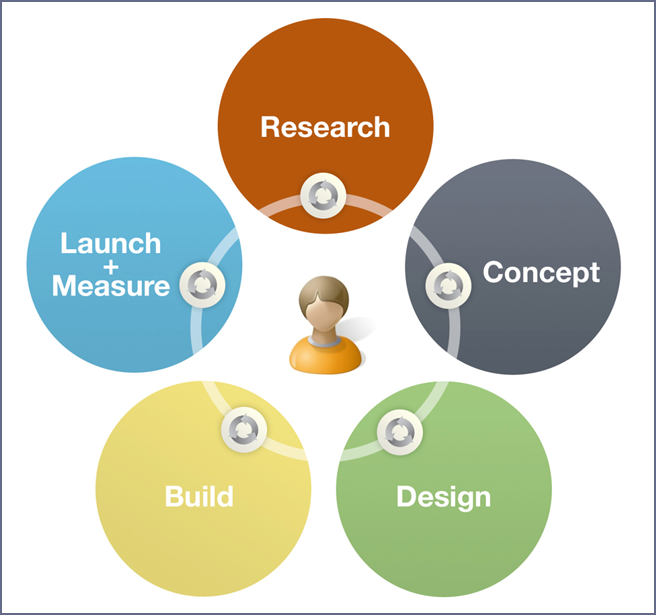 Research
Concept
Design
Build
Launch
+
Measure